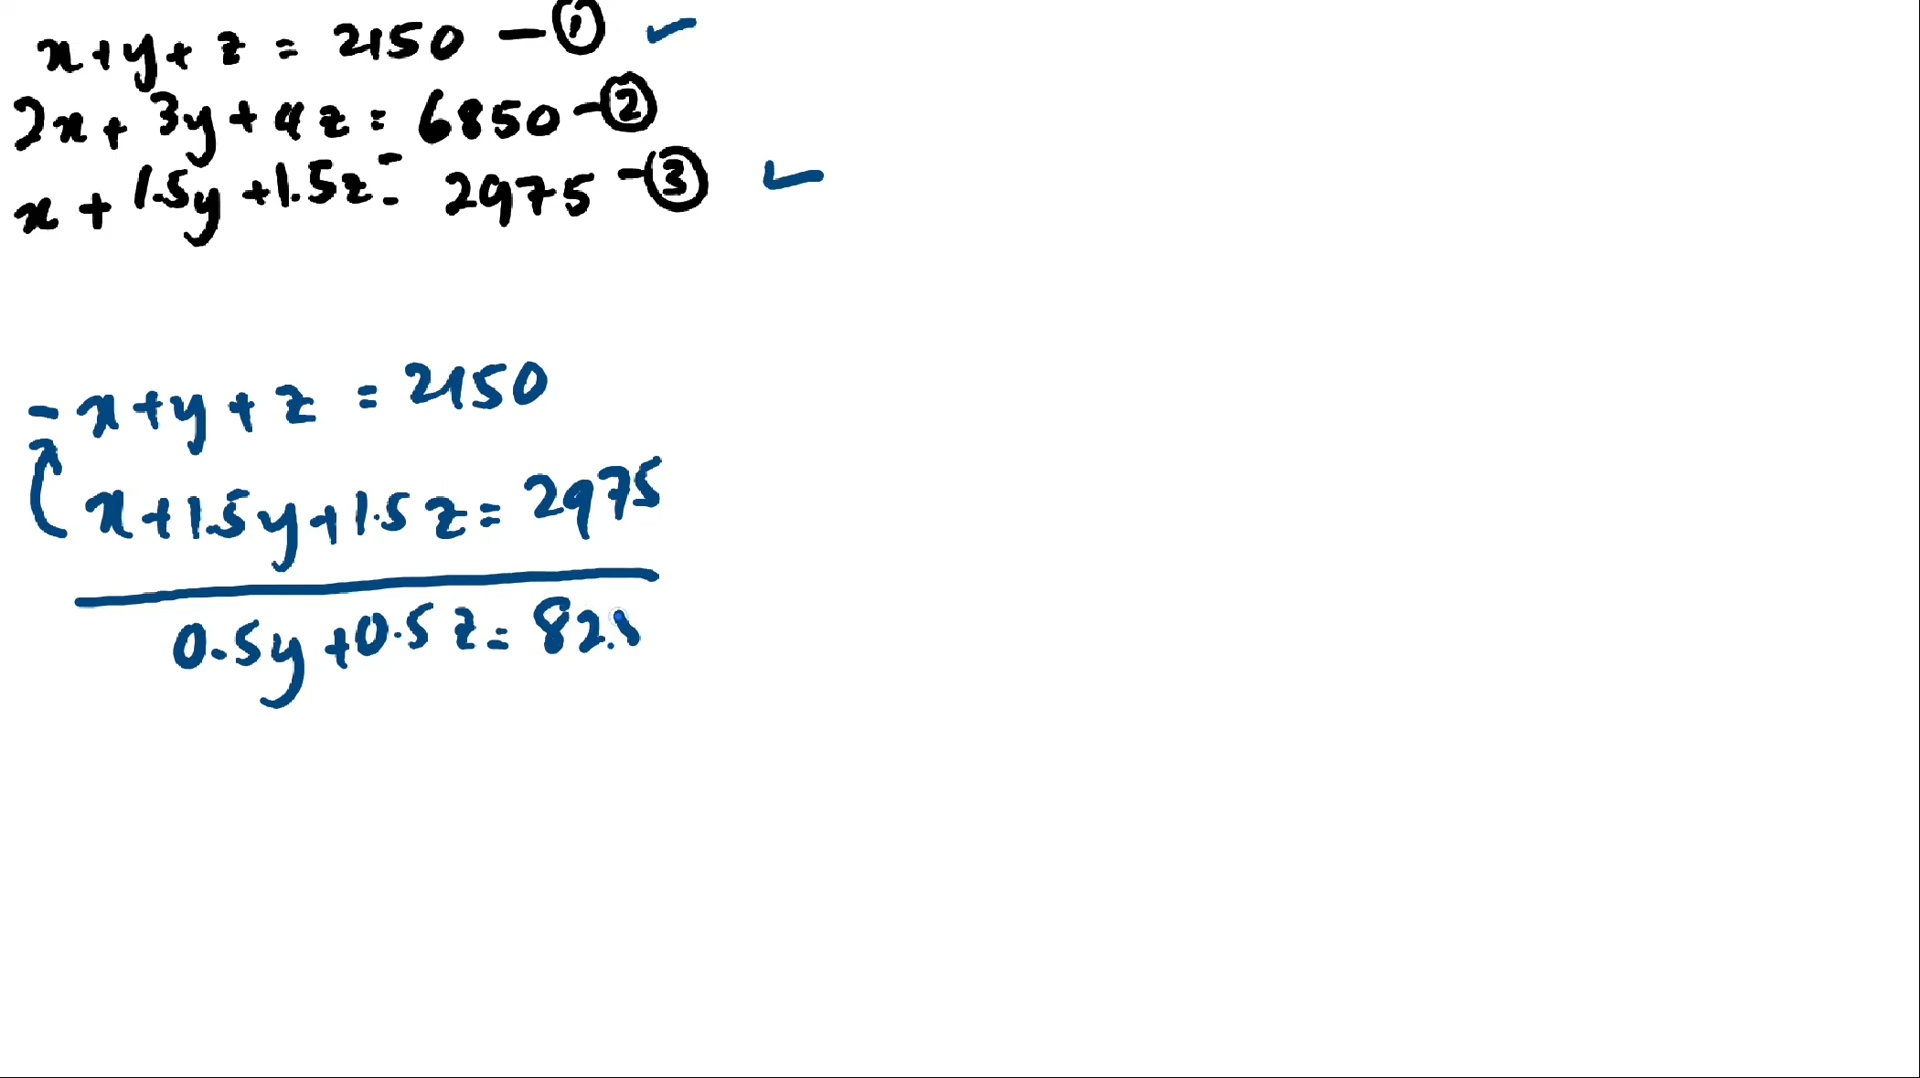 x+y+z = 2150 —①
2x+3y+4z = 6850 -②
x+1.5y+1.5z = 2975 -③
-x+y+z = 2150
x+1.5y+1.5z = 2975
0.5y+0.5z = 82